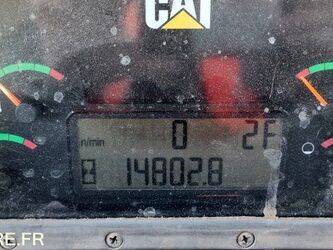 CAT
n/min 0 2F
14802.8
RE.FR